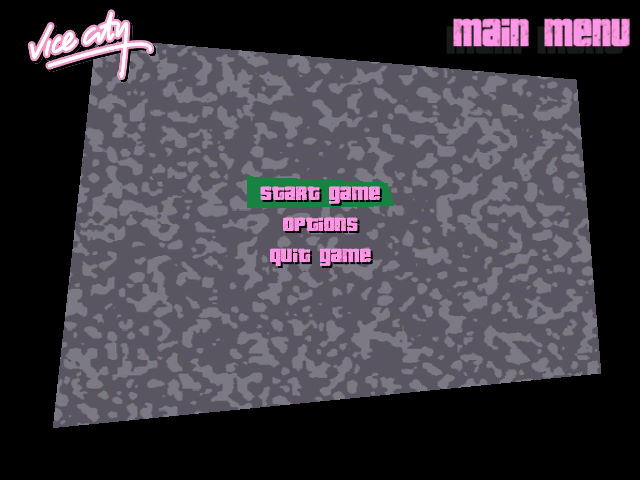 vice city
main menu
start game
options
quit game